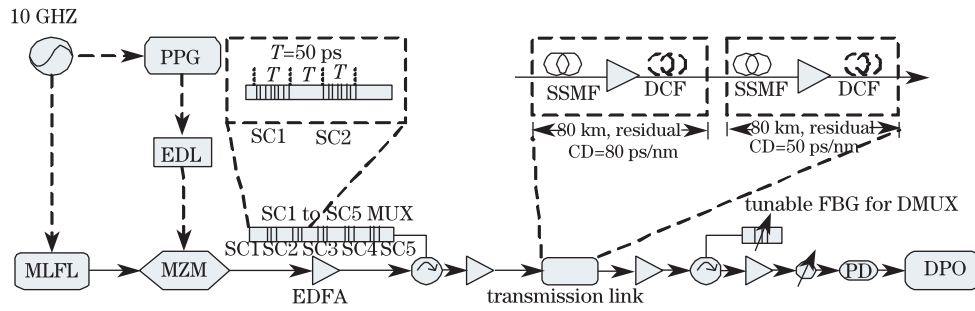 10 GHZ
PPG
T=50 ps
T T T
SC1 SC2
SSMF DCF SSMF DCF
80 km, residual
CD=80 ps/nm
80 km, residual
CD=50 ps/nm
EDL
SC1 to SC5 MUX
SC1 SC2 SC3 SC4 SC5
tunable FBG for DMUX
MLFL
MZM
EDFA
transmission link
PD
DPO